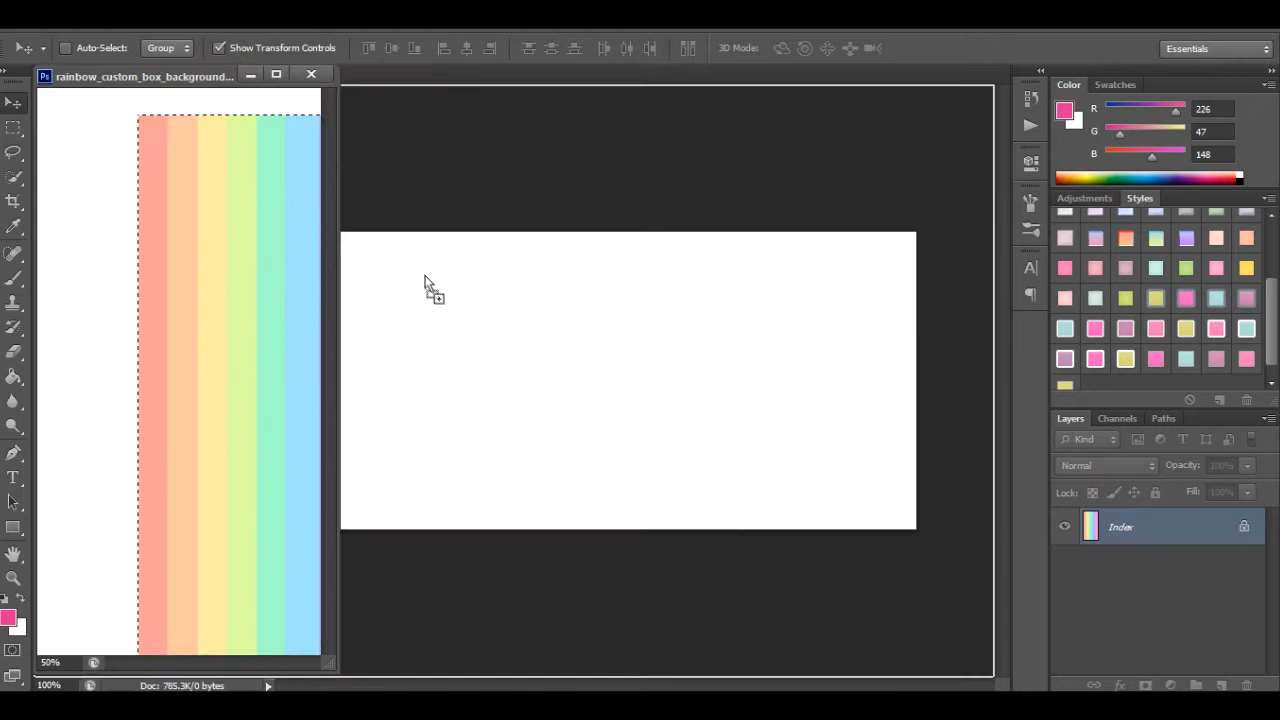 Auto-Select: Group Show Transform Controls 3D Mode: Essentials
Ps rainbow_custom_box_background...
Color Swatches
R 226
G 47
B 148
Adjustments Styles
Layers Channels Paths
Kind T
Normal Opacity: 100%
Lock: Fill: 100%
Index
50%
100% Doc: 785.3K/0 bytes